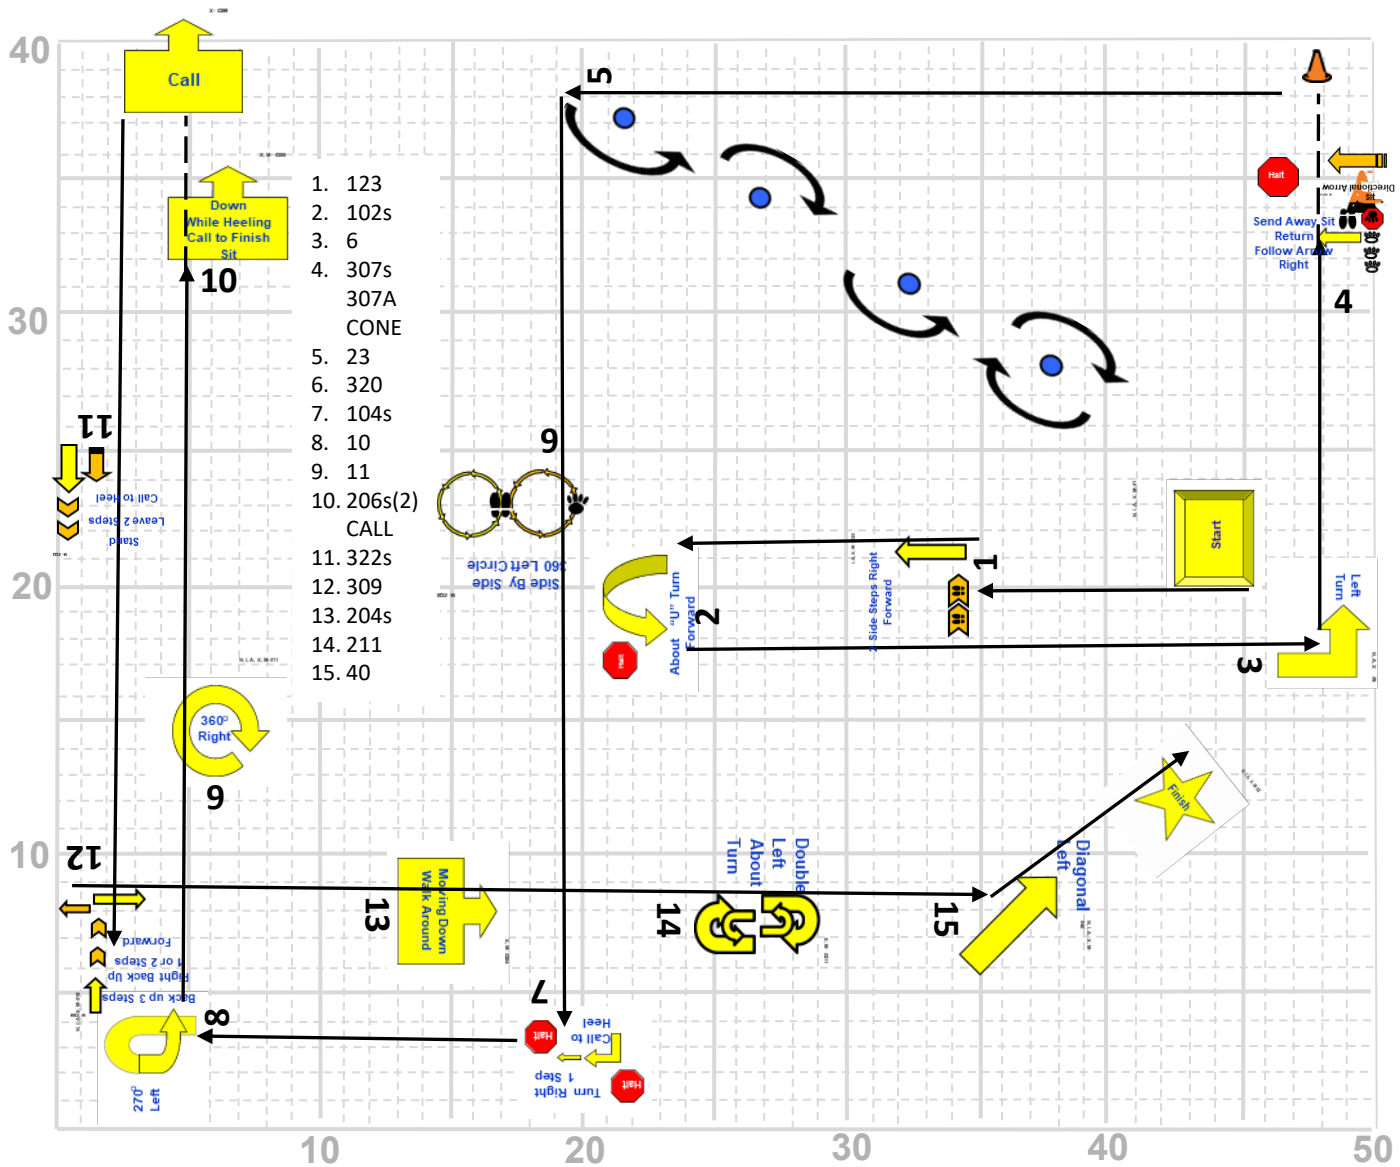 40
30
20
10
10
20
30
40
50
Call
Down
While Heeling
Call to Finish
Sit
10
1. 123
2. 102s
3. 6
4. 307s
307A
CONE
5. 23
6. 320
7. 104s
8. 10
9. 11
10. 206s(2)
CALL
11. 322s
12. 309
13. 204s
14. 211
15. 40
5
Halt
Directional Arrow
Sit
Send Away Sit
Return
Follow Arrow
Right
4
11
Stand
Leave 2 Steps
Call to Heel
6
Side By Side
360 Left Circle
Start
1
2 Side Steps Right
Forward
2
About "U" Turn
Forward
Halt
Left
Turn
3
360º
Right
9
12
Back up 3 Steps
Right Back Up
1 or 2 Steps
Forward
13
Moving Down
Walk Around
14
Double
Left
About
Turn
15
Diagonal
Left
Finish
7
Halt
Turn Right
1 Step
Call to
Heel
Halt
8
270º
Left